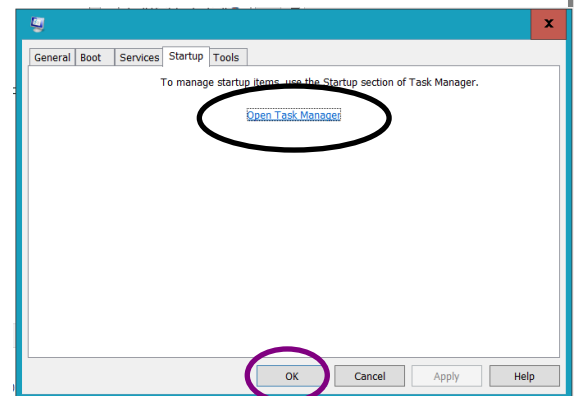 x
General Boot Services Startup Tools
To manage startup items, use the Startup section of Task Manager.
Open Task Manager
OK Cancel Apply Help